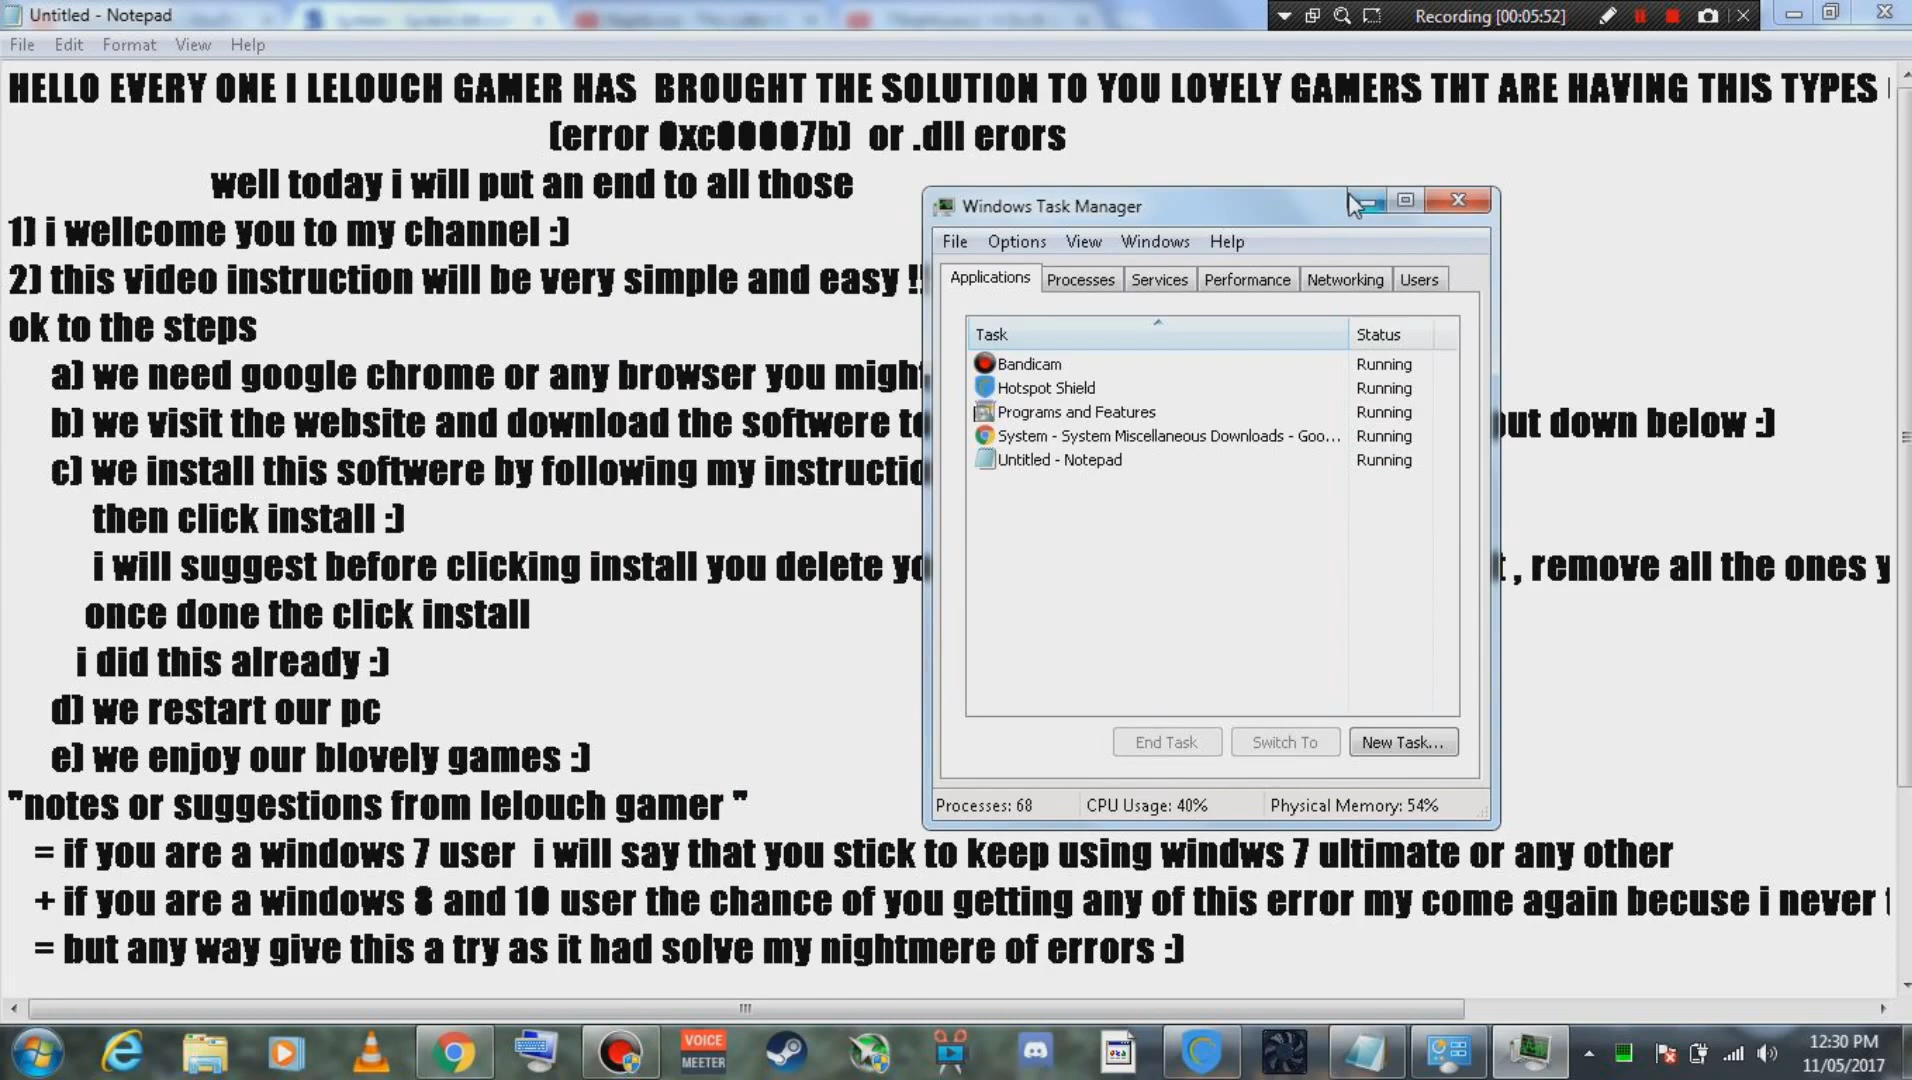 Untitled - Notepad
Recording [00:05:52]
File Edit Format View Help
HELLO EVERY ONE I LELOUCH GAMER HAS BROUGHT THE SOLUTION TO YOU LOVELY GAMERS THT ARE HAVING THIS TYPES
(error 0xc00007b) or .dll erors
well today i will put an end to all those
1) i wellcome you to my channel :)
2) this video instruction will be very simple and easy !!
ok to the steps
a) we need google chrome or any browser you might
b) we visit the website and download the softwere to
out down below :)
c) we install this softwere by following my instructio
then click install :)
i will suggest before clicking install you delete yo
, remove all the ones y
once done the click install
i did this already :)
d) we restart our pc
e) we enjoy our blovely games :)
"notes or suggestions from lelouch gamer "
= if you are a windows 7 user i will say that you stick to keep using windws 7 ultimate or any other
+ if you are a windows 8 and 10 user the chance of you getting any of this error my come again becuse i never t
= but any way give this a try as it had solve my nightmere of errors :)
Windows Task Manager
File Options View Windows Help
Applications Processes Services Performance Networking Users
Task Status
Bandicam Running
Hotspot Shield Running
Programs and Features Running
System - System Miscellaneous Downloads - Goo... Running
Untitled - Notepad Running
End Task Switch To New Task...
Processes: 68 CPU Usage: 40% Physical Memory: 54%
VOICE
MEETER
12:30 PM
11/05/2017